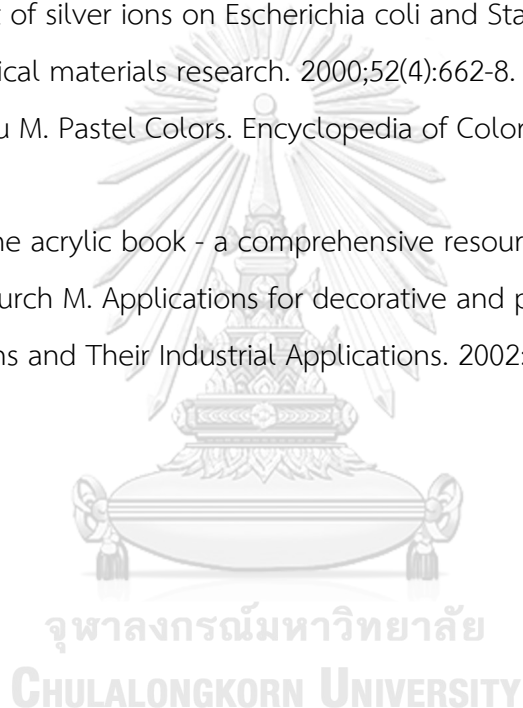 of silver ions on Escherichia coli and Sta
ical materials research. 2000;52(4):662-8.
u M. Pastel Colors. Encyclopedia of Color
ne acrylic book - a comprehensive resour
urch M. Applications for decorative and p
ns and Their Industrial Applications. 2002:
จุฬาลงกรณ์มหาวิทยาลัย
CHULALONGKORN UNIVERSITY